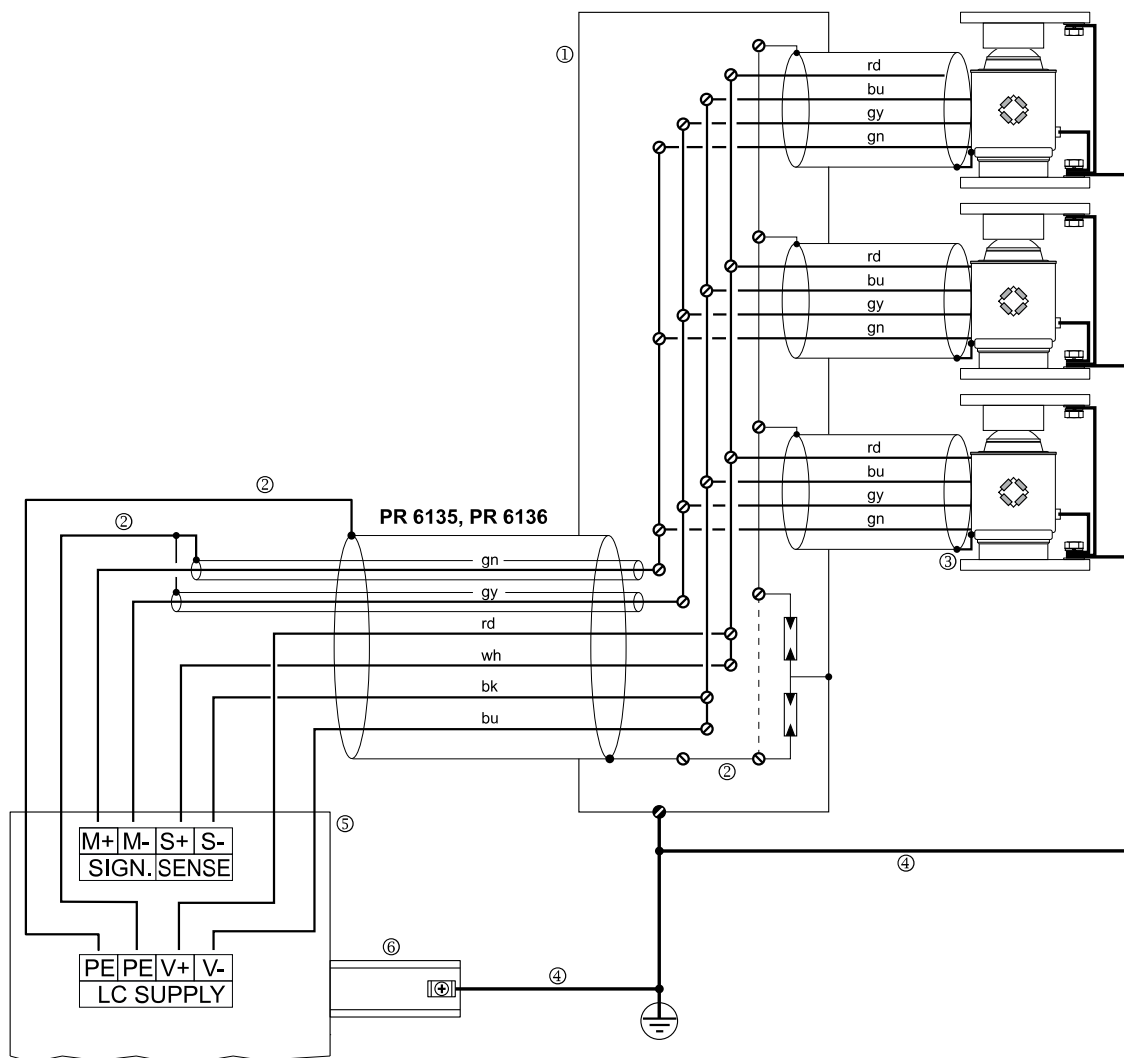 ①
rd
bu
gy
gn
rd
bu
gy
gn
rd
bu
gy
gn
③
②
②
PR 6135, PR 6136
gn
gy
rd
wh
bk
bu
②
⑤
M+ M- S+ S-
SIGN. SENSE
④
⑥
PE PE V+ V-
LC SUPPLY
④